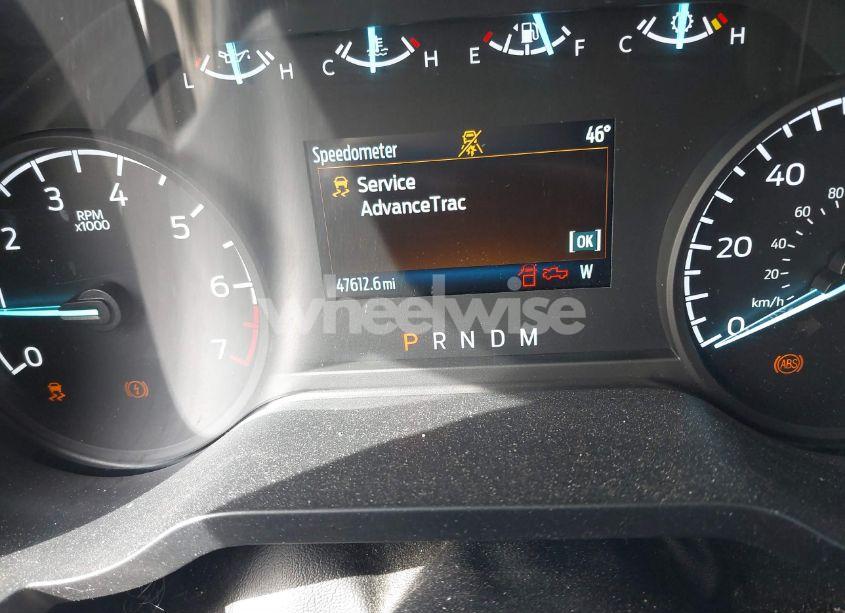 L H C H E F C H
Speedometer 46°
Service
AdvanceTrac
[OK]
47612.6 mi W
wheelwise
P R N D M
0 2 3 4 5 6 7
RPM
x1000
0 20 40
20 40 60 80
km/h
ABS